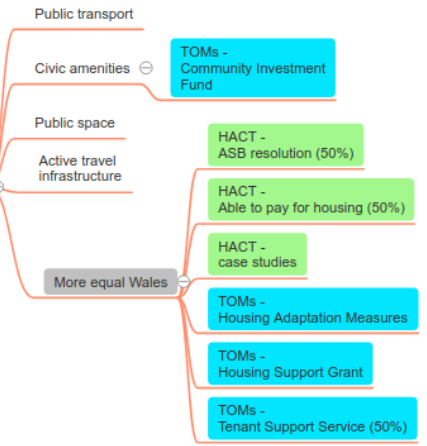 Public transport
Civic amenities
TOMs -
Community Investment
Fund
Public space
Active travel
infrastructure
More equal Wales
HACT -
ASB resolution (50%)
HACT -
Able to pay for housing (50%)
HACT -
case studies
TOMs -
Housing Adaptation Measures
TOMs -
Housing Support Grant
TOMs -
Tenant Support Service (50%)